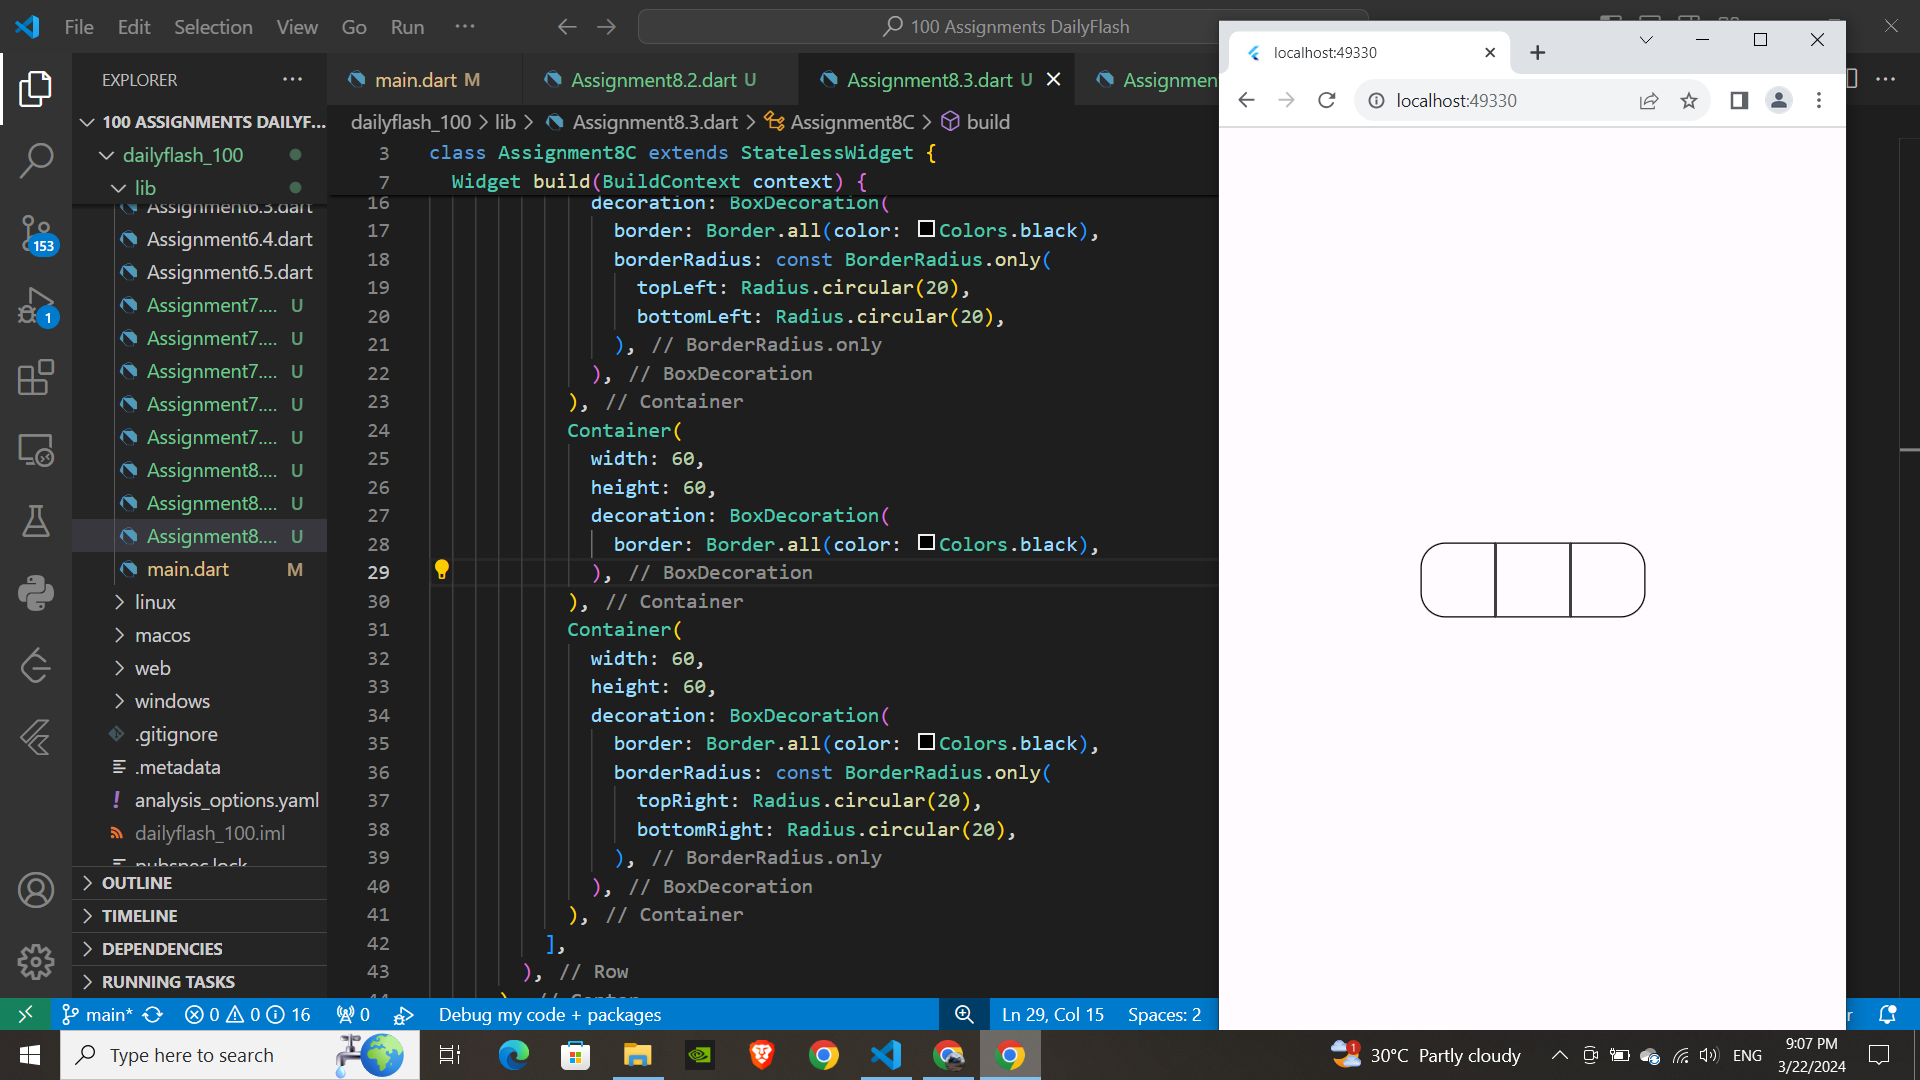 File Edit Selection View Go Run ···
100 Assignments DailyFlash
EXPLORER
main.dart M
Assignment8.2.dart U
Assignment8.3.dart U
Assignmen
100 ASSIGNMENTS DAILYF...
dailyflash_100
lib
Assignment6.3.dart
Assignment6.4.dart
Assignment6.5.dart
Assignment7.... U
Assignment7.... U
Assignment7.... U
Assignment7.... U
Assignment7.... U
Assignment8.... U
Assignment8.... U
Assignment8.... U
main.dart M
linux
macos
web
windows
.gitignore
.metadata
! analysis_options.yaml
dailyflash_100.iml
pubspec.lock
OUTLINE
TIMELINE
DEPENDENCIES
RUNNING TASKS
153
1
dailyflash_100 > lib > Assignment8.3.dart > Assignment8C > build
3 class Assignment8C extends StatelessWidget {
7 Widget build(BuildContext context) {
16 decoration: BoxDecoration(
17 border: Border.all(color: Colors.black),
18 borderRadius: const BorderRadius.only(
19 topLeft: Radius.circular(20),
20 bottomLeft: Radius.circular(20),
21 ), // BorderRadius.only
22 ), // BoxDecoration
23 ), // Container
24 Container(
25 width: 60,
26 height: 60,
27 decoration: BoxDecoration(
28 border: Border.all(color: Colors.black),
29 ), // BoxDecoration
30 ), // Container
31 Container(
32 width: 60,
33 height: 60,
34 decoration: BoxDecoration(
35 border: Border.all(color: Colors.black),
36 borderRadius: const BorderRadius.only(
37 topRight: Radius.circular(20),
38 bottomRight: Radius.circular(20),
39 ), // BorderRadius.only
40 ), // BoxDecoration
41 ), // Container
42 ],
43 ), // Row
44 ), // Center
localhost:49330
localhost:49330
main* 0 0 16 0 Debug my code + packages Ln 29, Col 15 Spaces: 2
Type here to search
1
30°C Partly cloudy
ENG
9:07 PM
3/22/2024